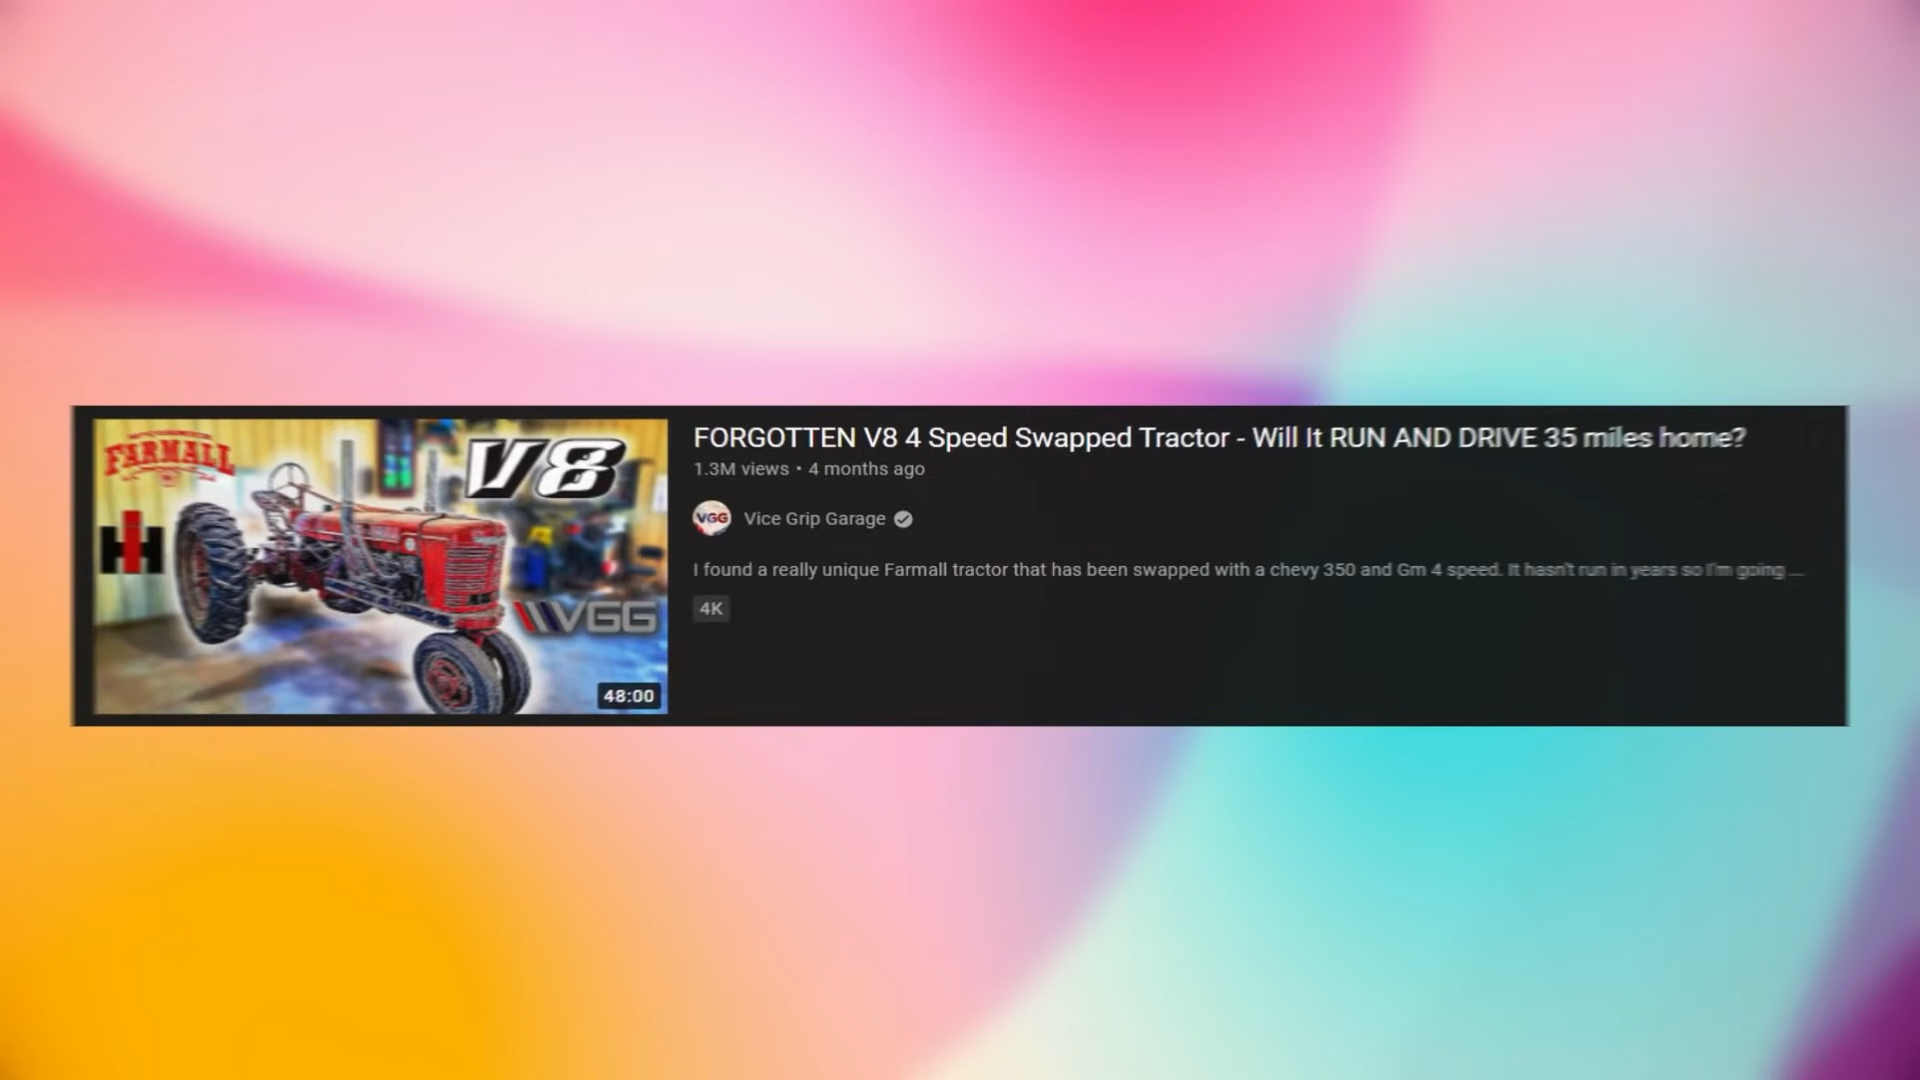 FARMALL
V8
IH
VGG
48:00
FORGOTTEN V8 4 Speed Swapped Tractor - Will It RUN AND DRIVE 35 miles home?
1.3M views • 4 months ago
VGG Vice Grip Garage
I found a really unique Farmall tractor that has been swapped with a chevy 350 and Gm 4 speed. It hasn't run in years so I'm going ...
4K